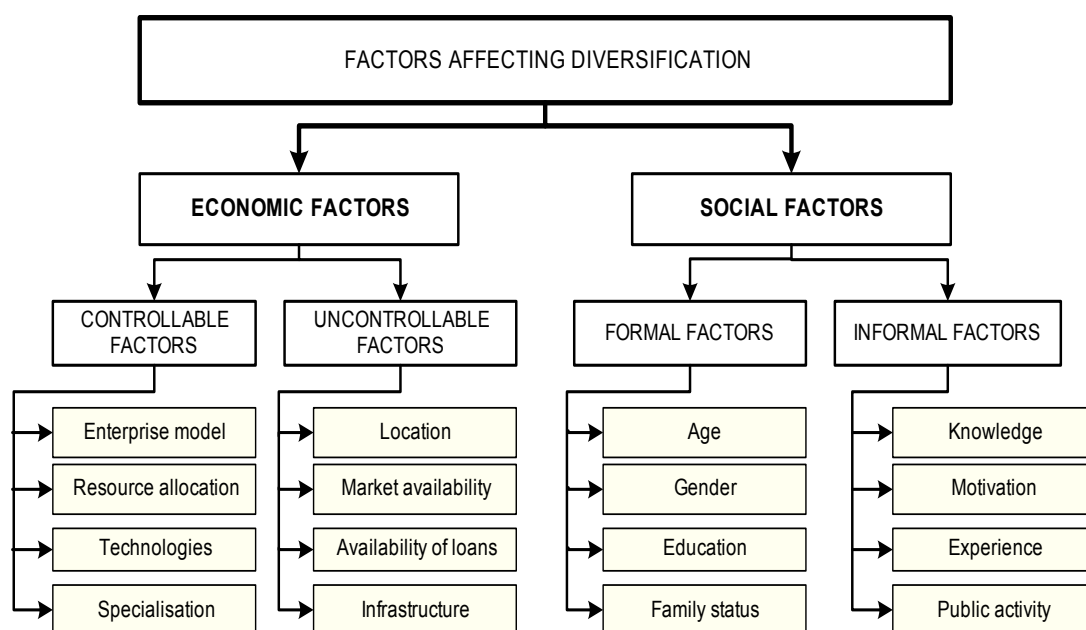 FACTORS AFFECTING DIVERSIFICATION
ECONOMIC FACTORS
SOCIAL FACTORS
CONTROLLABLE
FACTORS
UNCONTROLLABLE
FACTORS
FORMAL FACTORS
INFORMAL FACTORS
Enterprise model
Resource allocation
Technologies
Specialisation
Location
Market availability
Availability of loans
Infrastructure
Age
Gender
Education
Family status
Knowledge
Motivation
Experience
Public activity